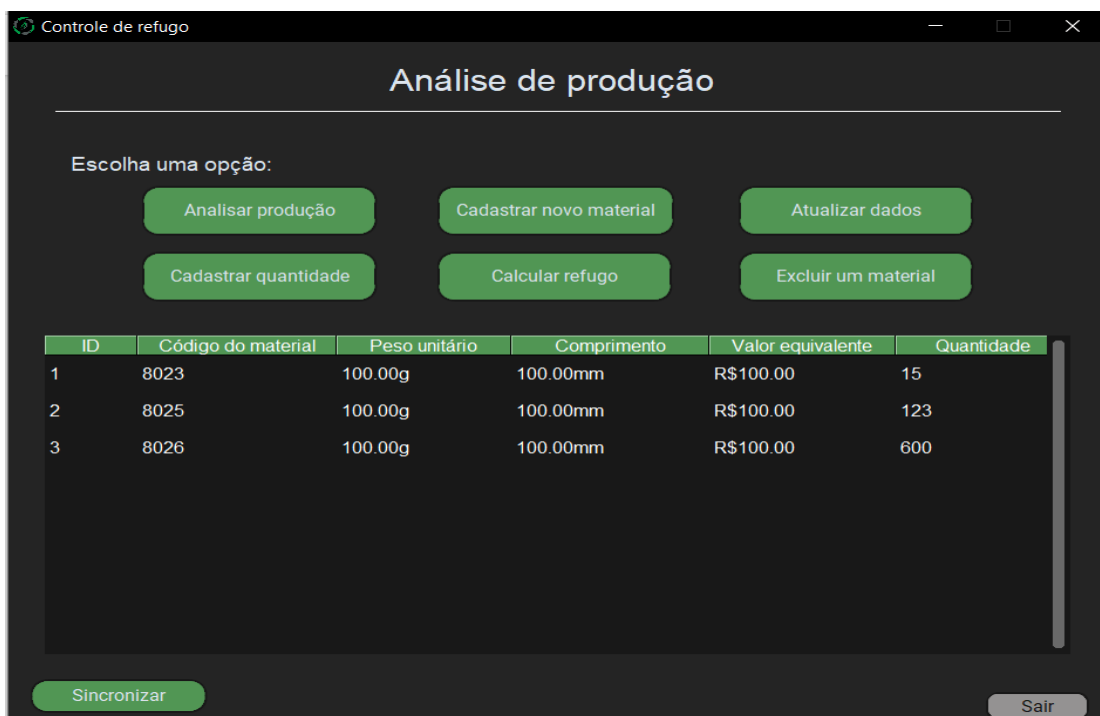 Controle de refugo
Análise de produção
Escolha uma opção:
Analisar produção Cadastrar novo material Atualizar dados
Cadastrar quantidade Calcular refugo Excluir um material
ID Código do material Peso unitário Comprimento Valor equivalente Quantidade
1 8023 100.00g 100.00mm R$100.00 15
2 8025 100.00g 100.00mm R$100.00 123
3 8026 100.00g 100.00mm R$100.00 600
Sincronizar
Sair